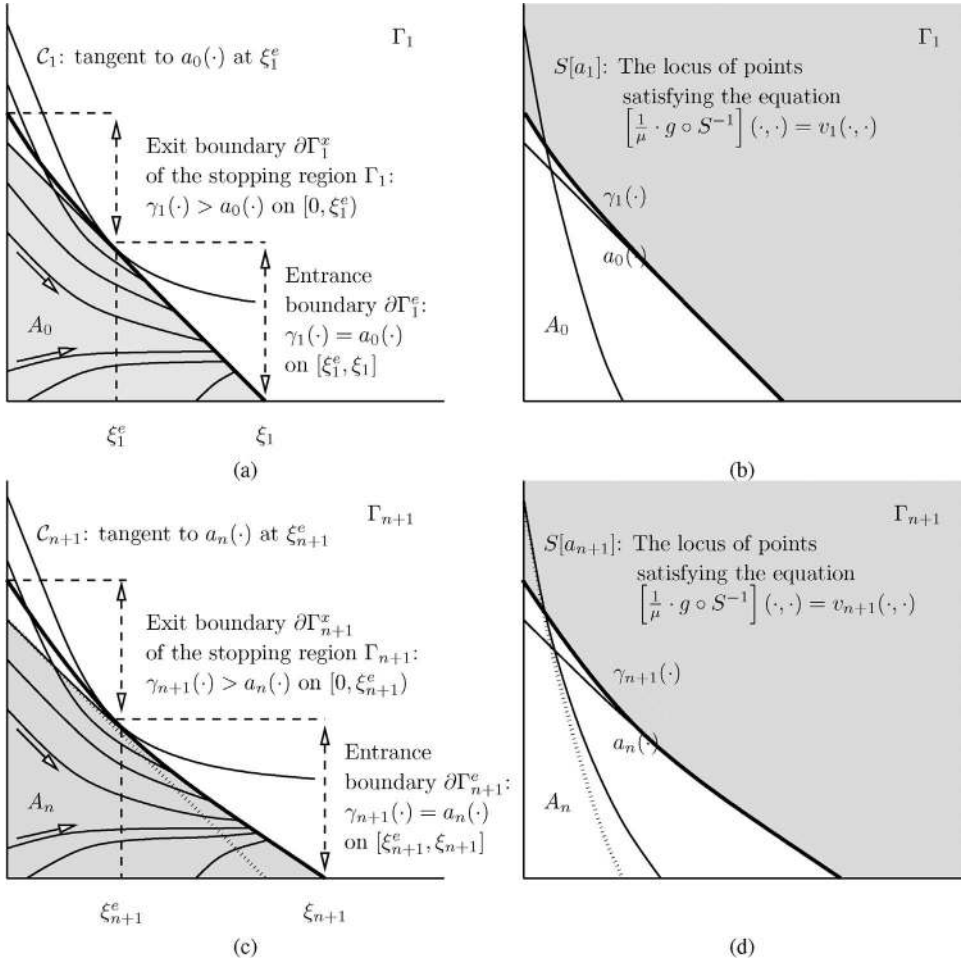 Γ₁
𝒞₁: tangent to a₀(·) at ξ₁ᵉ
Exit boundary ∂Γ₁ˣ
of the stopping region Γ₁:
γ₁(·) > a₀(·) on [0, ξ₁ᵉ)
Entrance
boundary ∂Γ₁ᵉ:
γ₁(·) = a₀(·)
on [ξ₁ᵉ, ξ₁]
A₀
ξ₁ᵉ
ξ₁
(a)
Γ₁
S[a₁]: The locus of points
satisfying the equation
[1/μ · g ∘ S⁻¹] (·, ·) = v₁(·, ·)
γ₁(·)
a₀(·)
A₀
(b)
Γₙ₊₁
𝒞ₙ₊₁: tangent to aₙ(·) at ξₙ₊₁ᵉ
Exit boundary ∂Γₙ₊₁ˣ
of the stopping region Γₙ₊₁:
γₙ₊₁(·) > aₙ(·) on [0, ξₙ₊₁ᵉ)
Entrance
boundary ∂Γₙ₊₁ᵉ:
γₙ₊₁(·) = aₙ(·)
on [ξₙ₊₁ᵉ, ξₙ₊₁]
Aₙ
ξₙ₊₁ᵉ
ξₙ₊₁
(c)
Γₙ₊₁
S[aₙ₊₁]: The locus of points
satisfying the equation
[1/μ · g ∘ S⁻¹] (·, ·) = vₙ₊₁(·, ·)
γₙ₊₁(·)
aₙ(·)
Aₙ
(d)